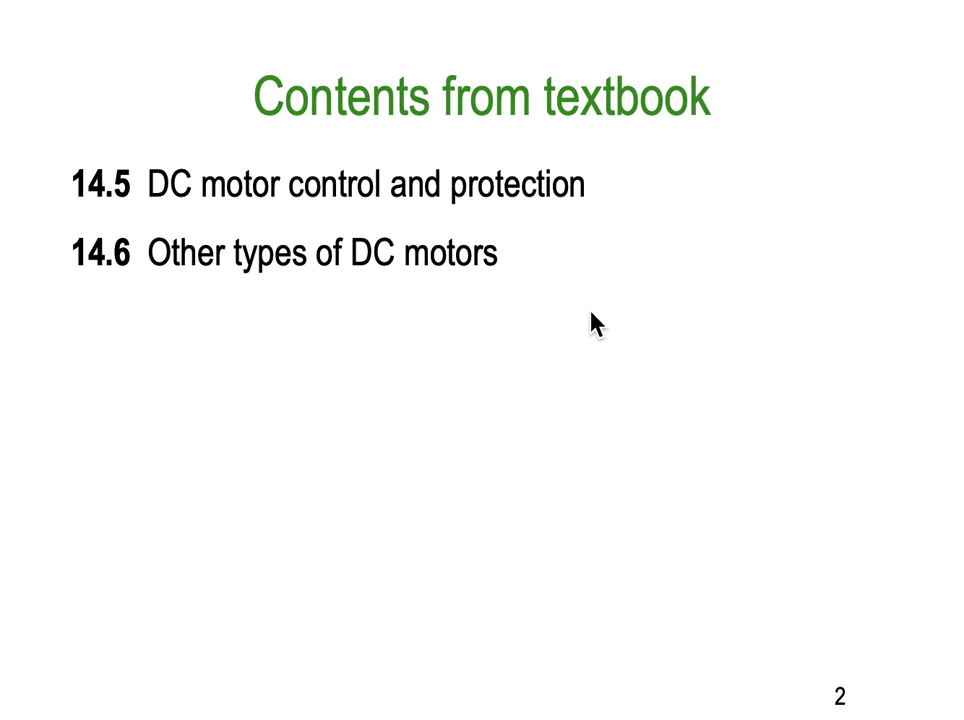 Contents from textbook
14.5 DC motor control and protection
14.6 Other types of DC motors
2